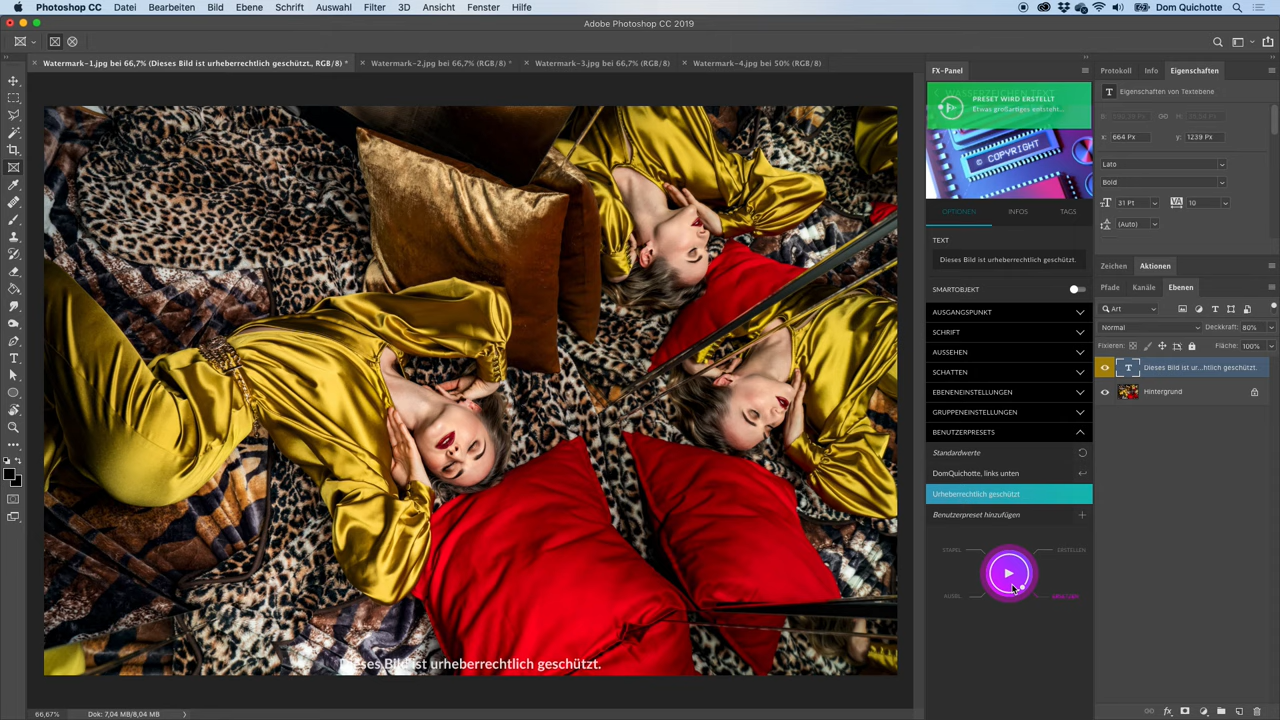 Photoshop CC Datei Bearbeiten Bild Ebene Schrift Auswahl Filter 3D Ansicht Fenster Hilfe Dom Quichotte
Adobe Photoshop CC 2019
Watermark-1.jpg bei 66,7% (Dieses Bild ist urheberrechtlich geschützt., RGB/8) * Watermark-2.jpg bei 66,7% (RGB/8) * Watermark-3.jpg bei 66,7% (RGB/8) Watermark-4.jpg bei 50% (RGB/8)
FX-Panel
PRESET WIRD ERSTELLT
Etwas großartiges entsteht...
© COPYRIGHT
OPTIONEN INFOS TAGS
TEXT
Dieses Bild ist urheberrechtlich geschützt.
SMARTOBJEKT
AUSGANGSPUNKT
SCHRIFT
AUSSEHEN
SCHATTEN
EBENENEINSTELLUNGEN
GRUPPENEINSTELLUNGEN
BENUTZERPRESETS
Standardwerte
DomQuichotte, links unten
Urheberrechtlich geschützt
Benutzerpreset hinzufügen
STAPEL ERSTELLEN
Protokoll Info Eigenschaften
T Eigenschaften von Textebene
x: 664 Px y: 1239 Px
Lato
Bold
31 Pt VA 10
(Auto)
Zeichen Aktionen
Pfade Kanäle Ebenen
Art
Normal Deckkraft: 80%
Fixieren: Fläche: 100%
T Dieses Bild ist ur...htlich geschützt.
Hintergrund
Dieses Bild ist urheberrechtlich geschützt.
66,67% Dok: 7,04 MB/8,04 MB